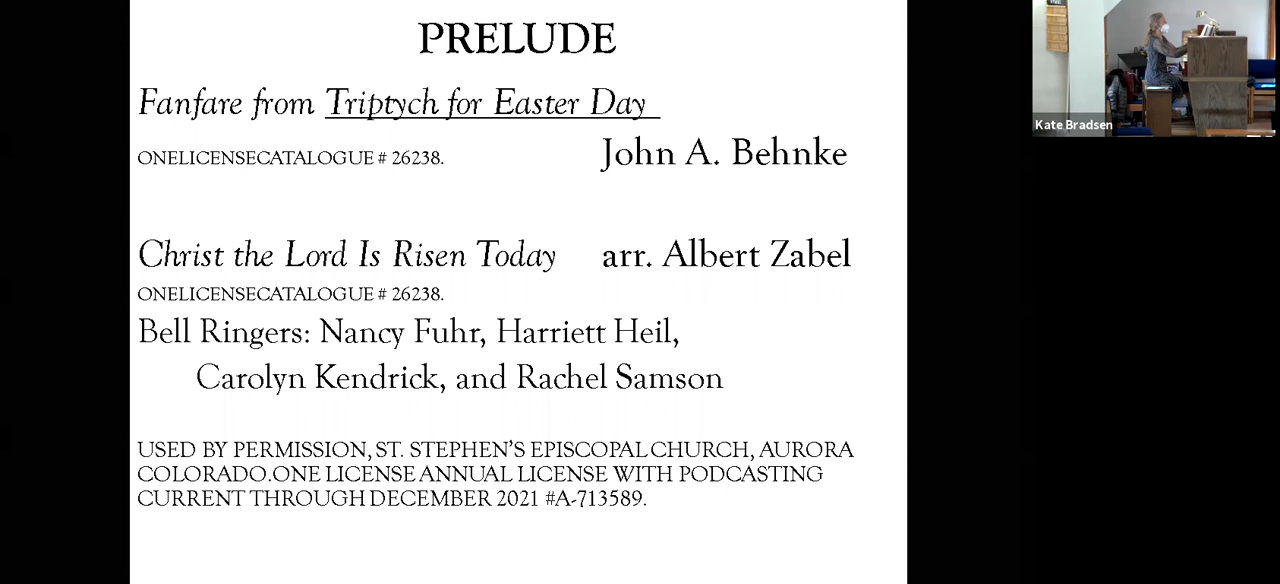 PRELUDE
Fanfare from Triptych for Easter Day
ONELICENSECATALOGUE # 26238. John A. Behnke
Christ the Lord Is Risen Today arr. Albert Zabel
ONELICENSECATALOGUE # 26238.
Bell Ringers: Nancy Fuhr, Harriett Heil,
Carolyn Kendrick, and Rachel Samson
USED BY PERMISSION, ST. STEPHEN'S EPISCOPAL CHURCH, AURORA
COLORADO.ONE LICENSE ANNUAL LICENSE WITH PODCASTING
CURRENT THROUGH DECEMBER 2021 #A-713589.
Kate Bradsen